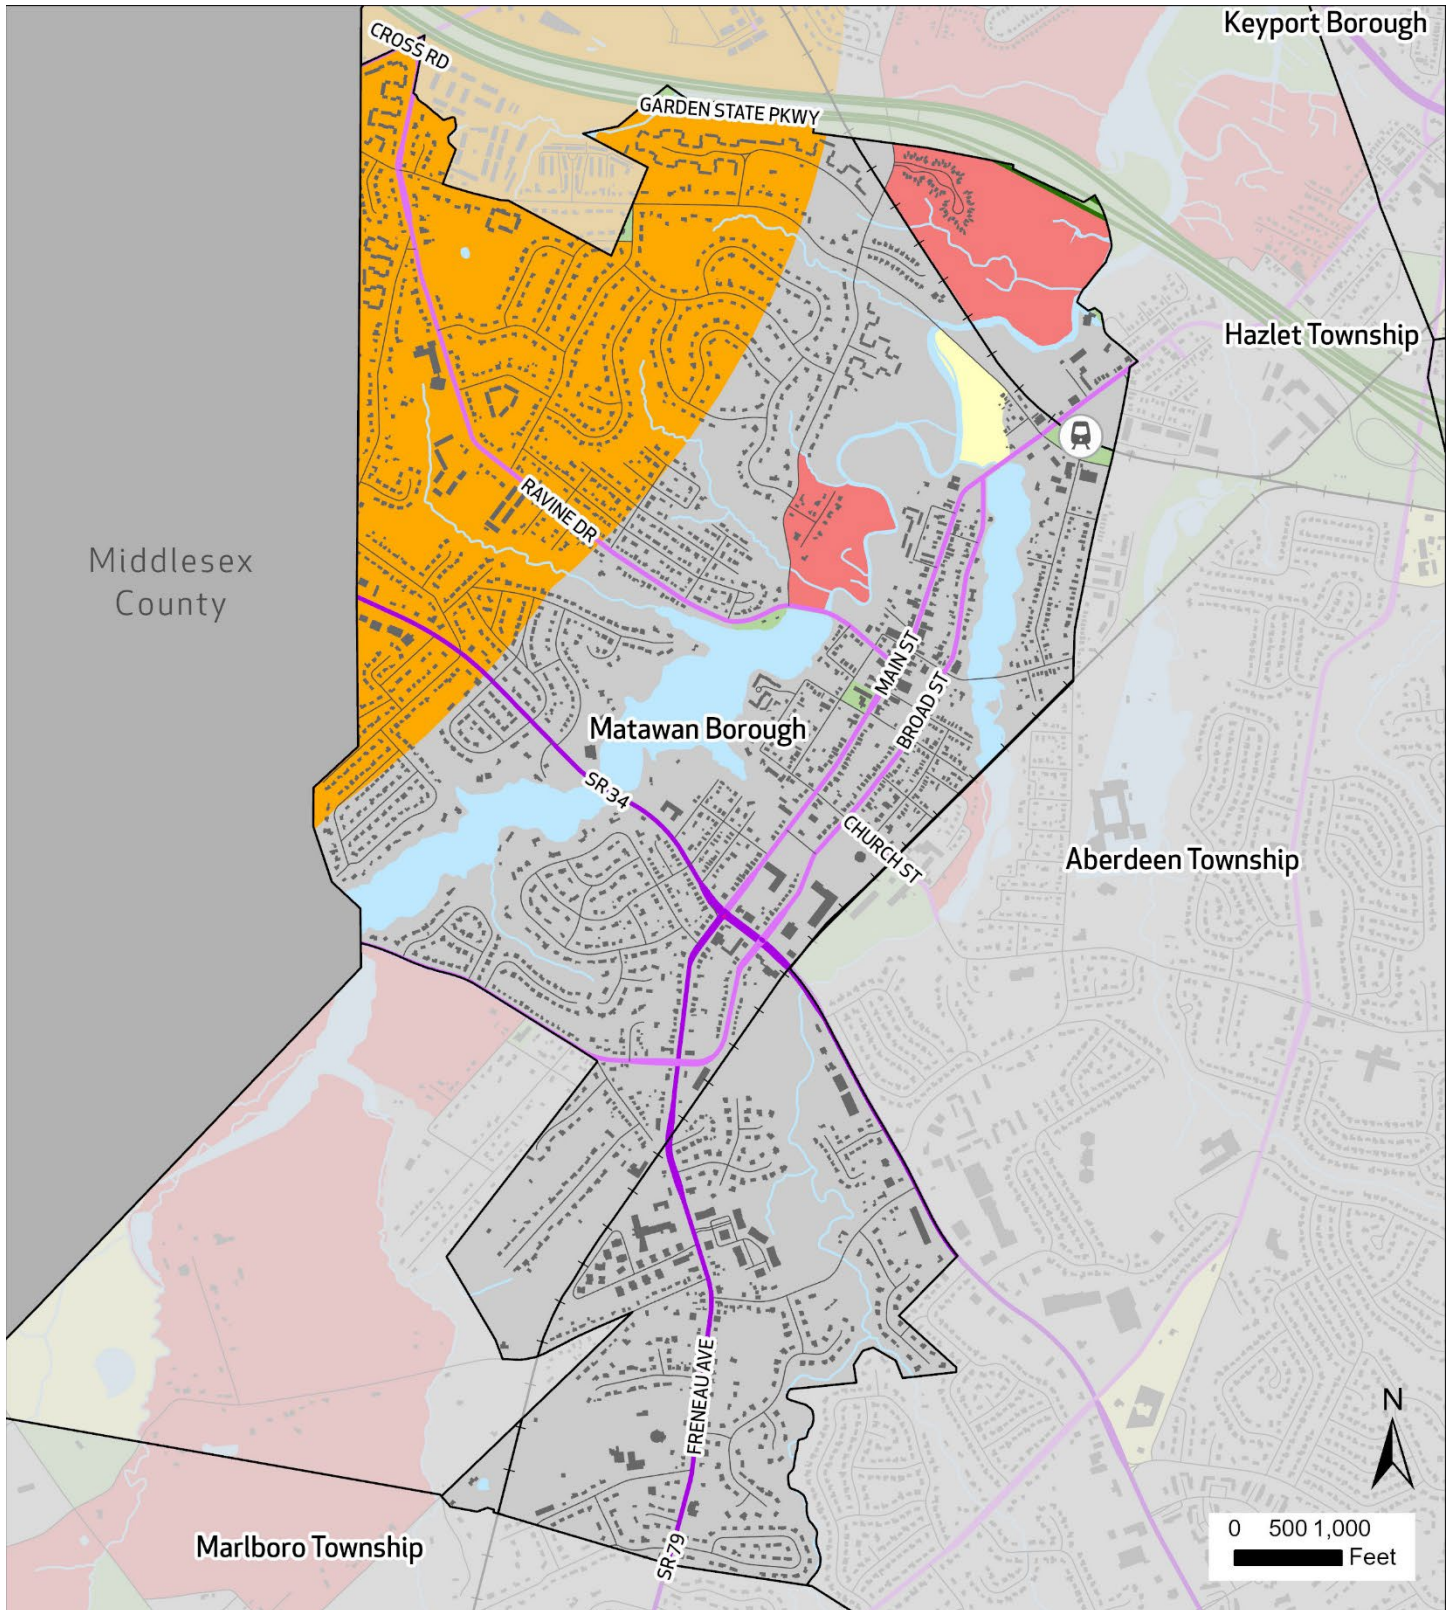 Keyport Borough
CROSS RD
GARDEN STATE PKWY
Hazlet Township
RAVINE DR
Middlesex
County
MAIN ST
BROAD ST
Matawan Borough
SR 34
CHURCH ST
Aberdeen Township
FRENEAU AVE
N
0 500 1,000
Feet
Marlboro Township
SR 79